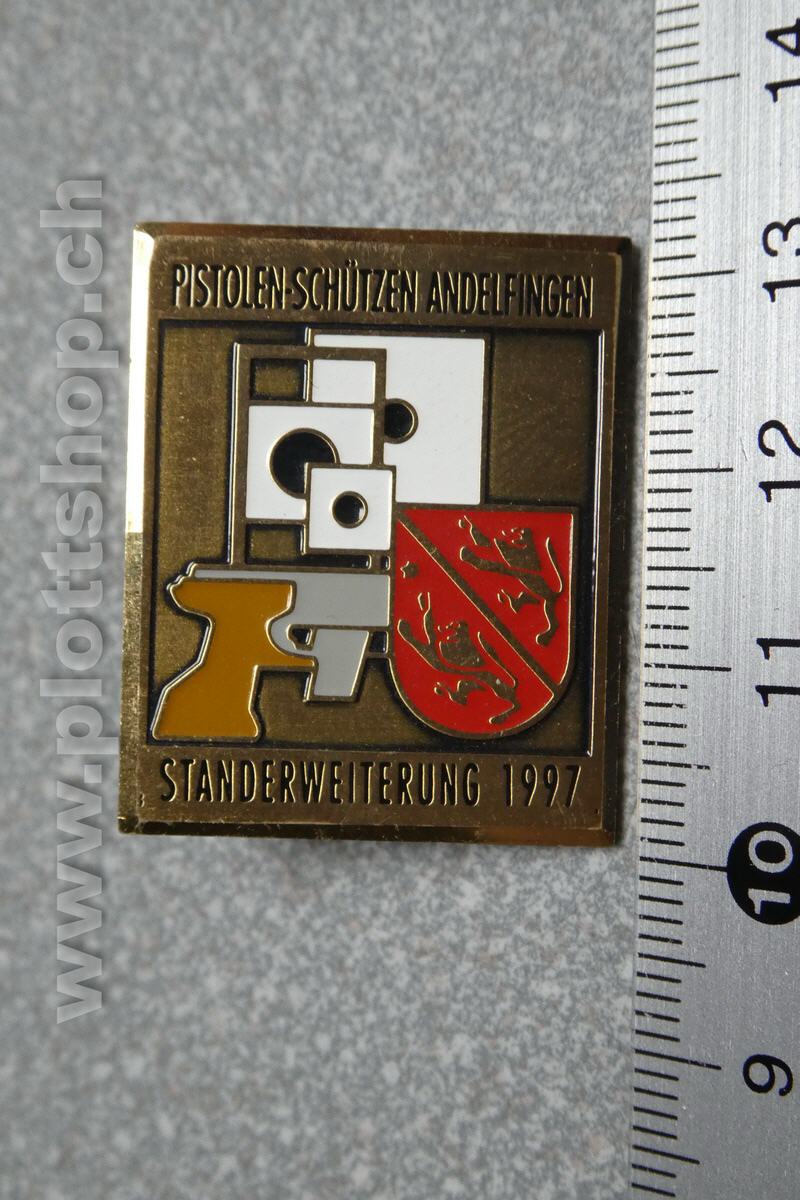 PISTOLEN-SCHÜTZEN ANDELFINGEN
STANDERWEITERUNG 1997
www.plottshop.ch
14
13
12
11
10
9